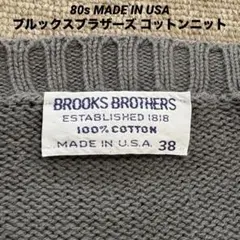 80s MADE IN USA
ブルックスブラザーズ コットンニット
BROOKS BROTHERS
ESTABLISHED 1818
100% COTTON
MADE IN U.S.A. 38